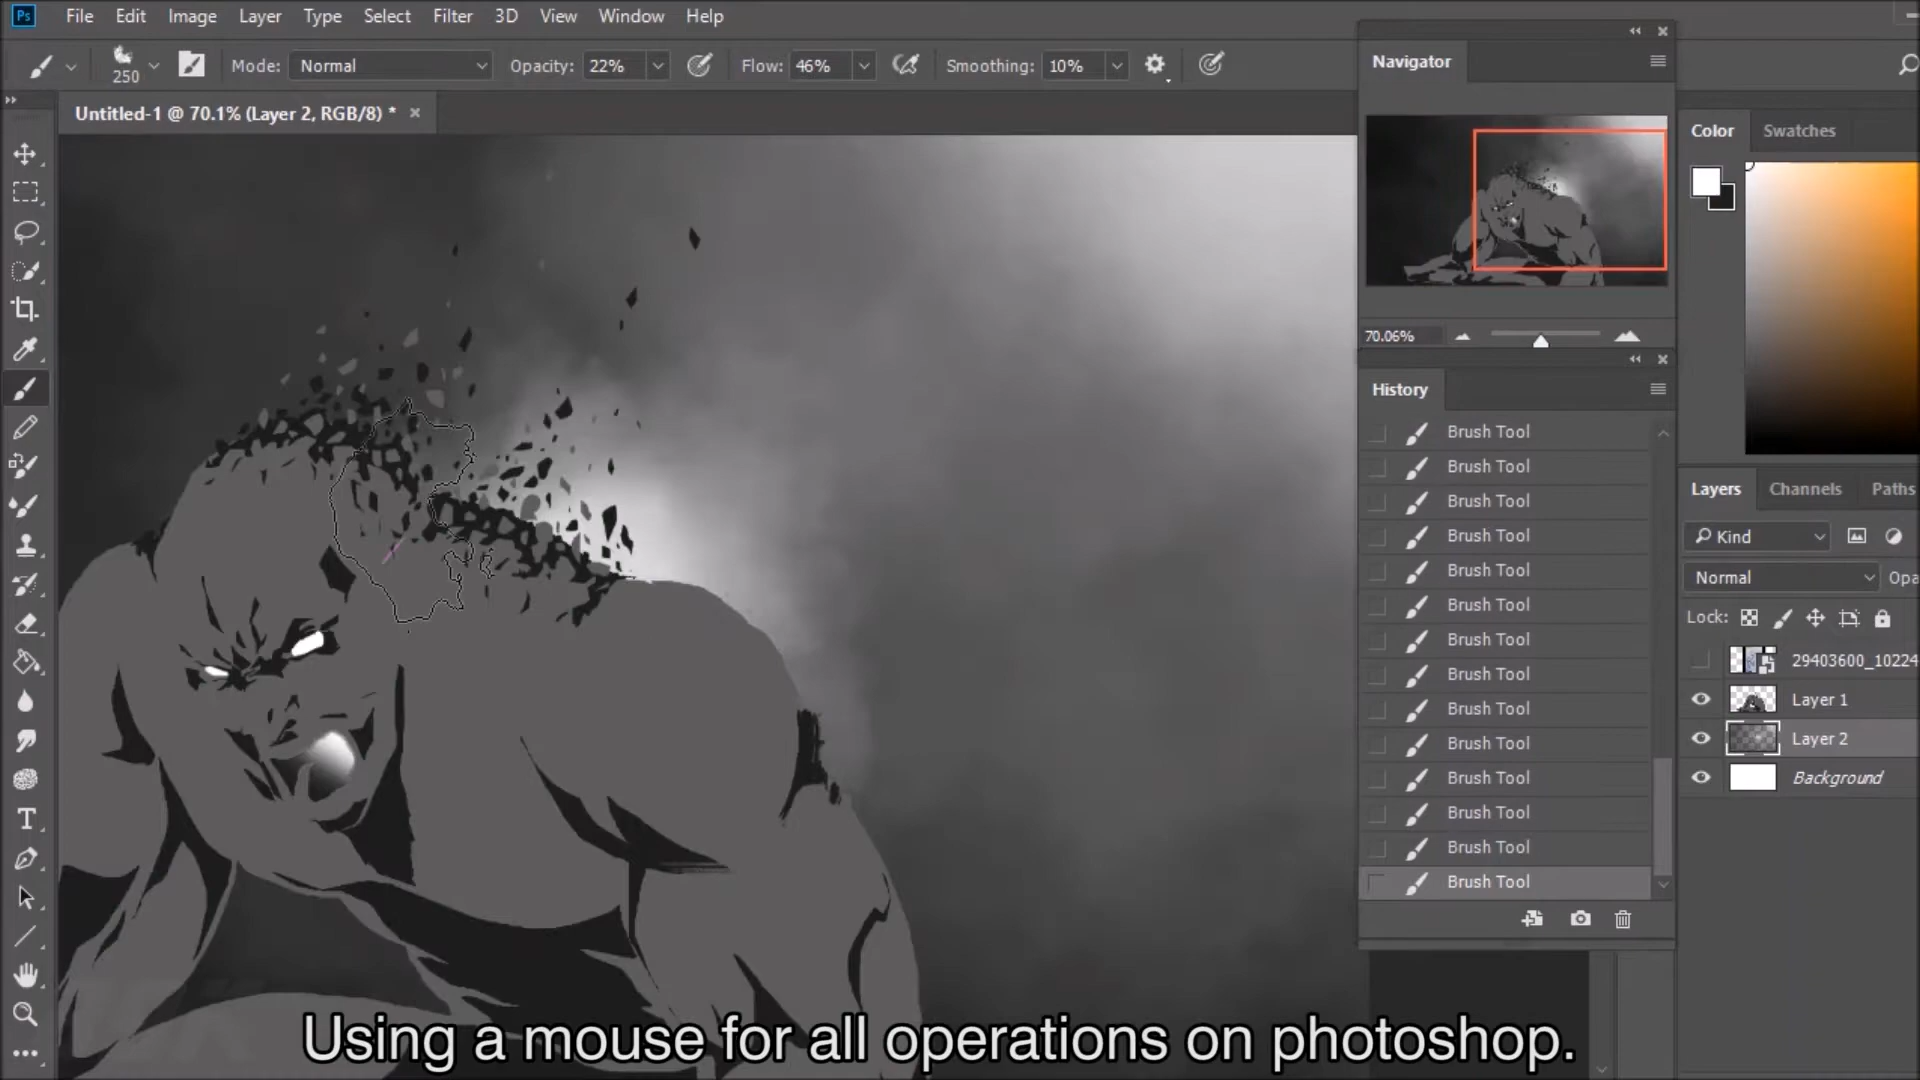 Ps File Edit Image Layer Type Select Filter 3D View Window Help
250 Mode: Normal Opacity: 22% Flow: 46% Smoothing: 10%
Untitled-1 @ 70.1% (Layer 2, RGB/8) * ×
Navigator
70.06%
History
Brush Tool
Brush Tool
Brush Tool
Brush Tool
Brush Tool
Brush Tool
Brush Tool
Brush Tool
Brush Tool
Brush Tool
Brush Tool
Brush Tool
Brush Tool
Brush Tool
Color Swatches
Layers Channels Paths
Kind
Normal Opa
Lock:
29403600_10224
Layer 1
Layer 2
Background
Using a mouse for all operations on photoshop.